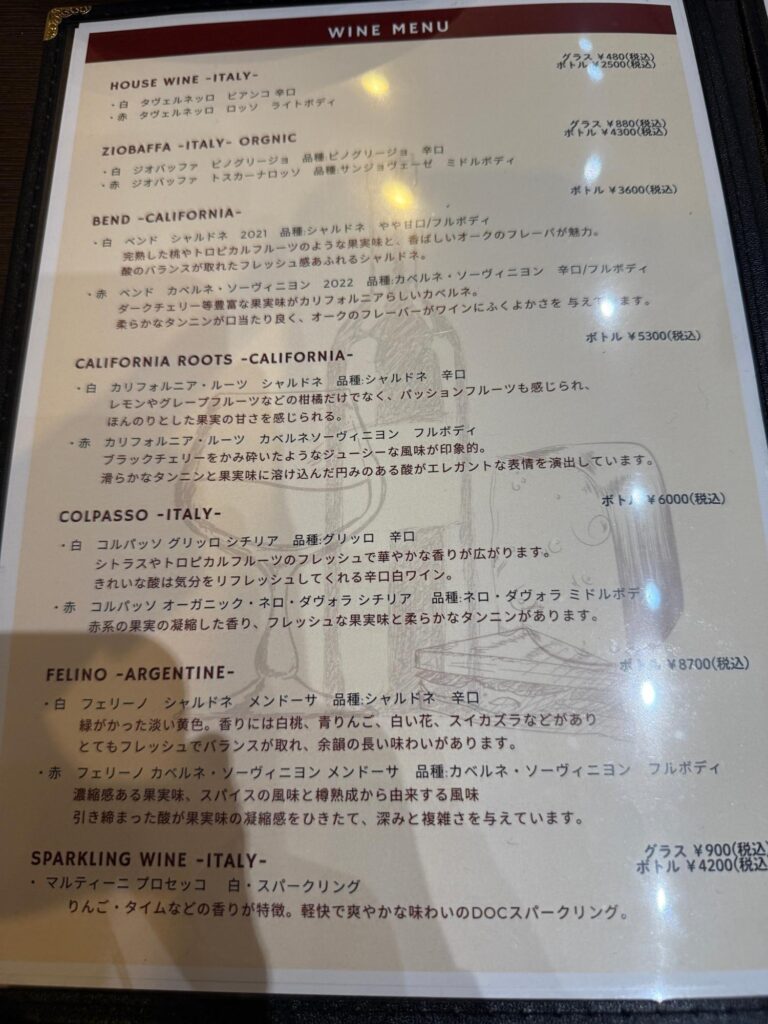 WINE MENU
グラス ¥480(税込)
ボトル ¥2500(税込)
HOUSE WINE -ITALY-
・白 タヴェルネッロ ビアンコ 辛口
・赤 タヴェルネッロ ロッソ ライトボディ
グラス ¥880(税込)
ボトル ¥4300(税込)
ZIOBAFFA -ITALY- ORGNIC
・白 ジオバッファ ピノグリージョ 品種:ピノグリージョ 辛口
・赤 ジオバッファ トスカーナロッソ 品種:サンジョヴェーゼ ミドルボディ
ボトル ¥3600(税込)
BEND -CALIFORNIA-
・白 ベンド シャルドネ 2021 品種:シャルドネ やや甘口/フルボディ
完熟した桃やトロピカルフルーツのような果実味と、香ばしいオークのフレーバが魅力。
酸のバランスが取れたフレッシュ感あふれるシャルドネ。
・赤 ベンド カベルネ・ソーヴィニヨン 2022 品種:カベルネ・ソーヴィニヨン 辛口/フルボディ
ダークチェリー等豊富な果実味がカリフォルニアらしいカベルネ。
柔らかなタンニンが口当たり良く、オークのフレーバーがワインにふくよかさを 与えています。
ボトル ¥5300(税込)
CALIFORNIA ROOTS -CALIFORNIA-
・白 カリフォルニア・ルーツ シャルドネ 品種:シャルドネ 辛口
レモンやグレープフルーツなどの柑橘だけでなく、パッションフルーツも感じられ、
ほんのりとした果実の甘さを感じられる。
・赤 カリフォルニア・ルーツ カベルネソーヴィニヨン フルボディ
ブラックチェリーをかみ砕いたようなジューシーな風味が印象的。
滑らかなタンニンと果実味に溶け込んだ円みのある酸がエレガントな表情を演出しています。
ボトル ¥6000(税込)
COLPASSO -ITALY-
・白 コルパッソ グリッロ シチリア 品種:グリッロ 辛口
シトラスやトロピカルフルーツのフレッシュで華やかな香りが広がります。
きれいな酸は気分をリフレッシュしてくれる辛口白ワイン。
・赤 コルパッソ オーガニック・ネロ・ダヴォラ シチリア 品種:ネロ・ダヴォラ ミドルボディ
赤系の果実の凝縮した香り、フレッシュな果実味と柔らかなタンニンがあります。
ボトル ¥8700(税込)
FELINO -ARGENTINE-
・白 フェリーノ シャルドネ メンドーサ 品種:シャルドネ 辛口
緑がかった淡い黄色。香りには白桃、青りんご、白い花、スイカズラなどがあり
とてもフレッシュでバランスが取れ、余韻の長い味わいがあります。
・赤 フェリーノ カベルネ・ソーヴィニヨン メンドーサ 品種:カベルネ・ソーヴィニヨン フルボディ
濃縮感ある果実味、スパイスの風味と樽熟成から由来する風味
引き締まった酸が果実味の凝縮感をひきたて、深みと複雑さを与えています。
グラス ¥900(税込)
ボトル ¥4200(税込)
SPARKLING WINE -ITALY-
・マルティーニ プロセッコ 白・スパークリング
りんご・タイムなどの香りが特徴。軽快で爽やかな味わいのDOCスパークリング。